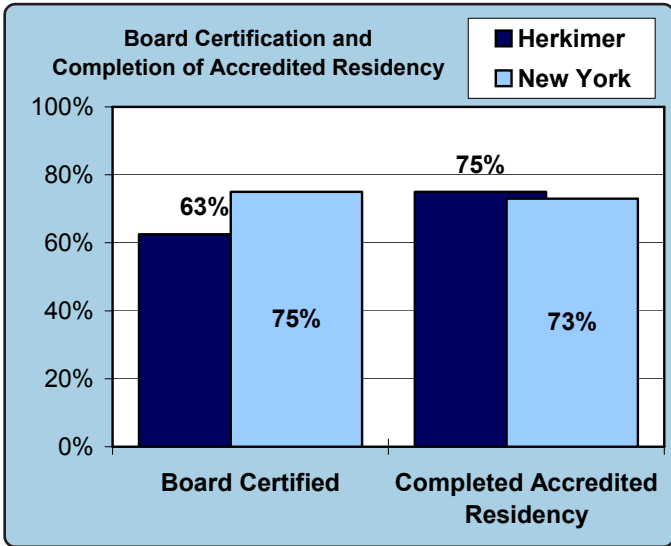 Board Certification and
Completion of Accredited Residency
Herkimer
New York
100%
80%
60%
40%
20%
0%
63%
75%
75%
73%
Board Certified
Completed Accredited
Residency